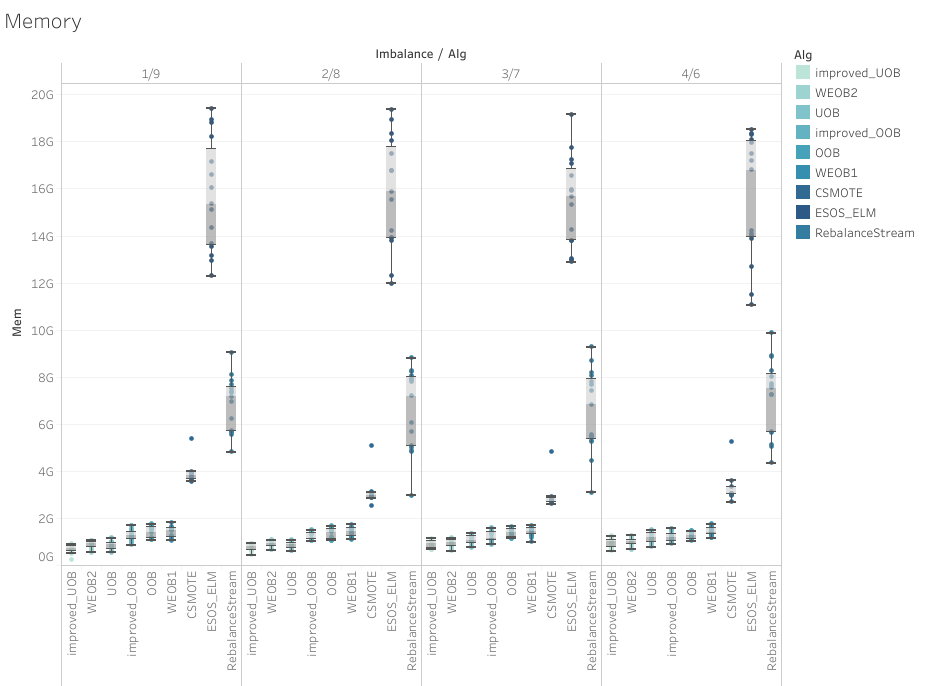 Memory
Imbalance / Alg
1/9 2/8 3/7 4/6
Mem
20G
18G
16G
14G
12G
10G
8G
6G
4G
2G
0G
improved_UOB
WEOB2
UOB
improved_OOB
OOB
WEOB1
CSMOTE
ESOS_ELM
RebalanceStream
improved_UOB
WEOB2
UOB
improved_OOB
OOB
WEOB1
CSMOTE
ESOS_ELM
RebalanceStream
improved_UOB
WEOB2
UOB
improved_OOB
OOB
WEOB1
CSMOTE
ESOS_ELM
RebalanceStream
improved_UOB
WEOB2
UOB
improved_OOB
OOB
WEOB1
CSMOTE
ESOS_ELM
RebalanceStream
Alg
improved_UOB
WEOB2
UOB
improved_OOB
OOB
WEOB1
CSMOTE
ESOS_ELM
RebalanceStream